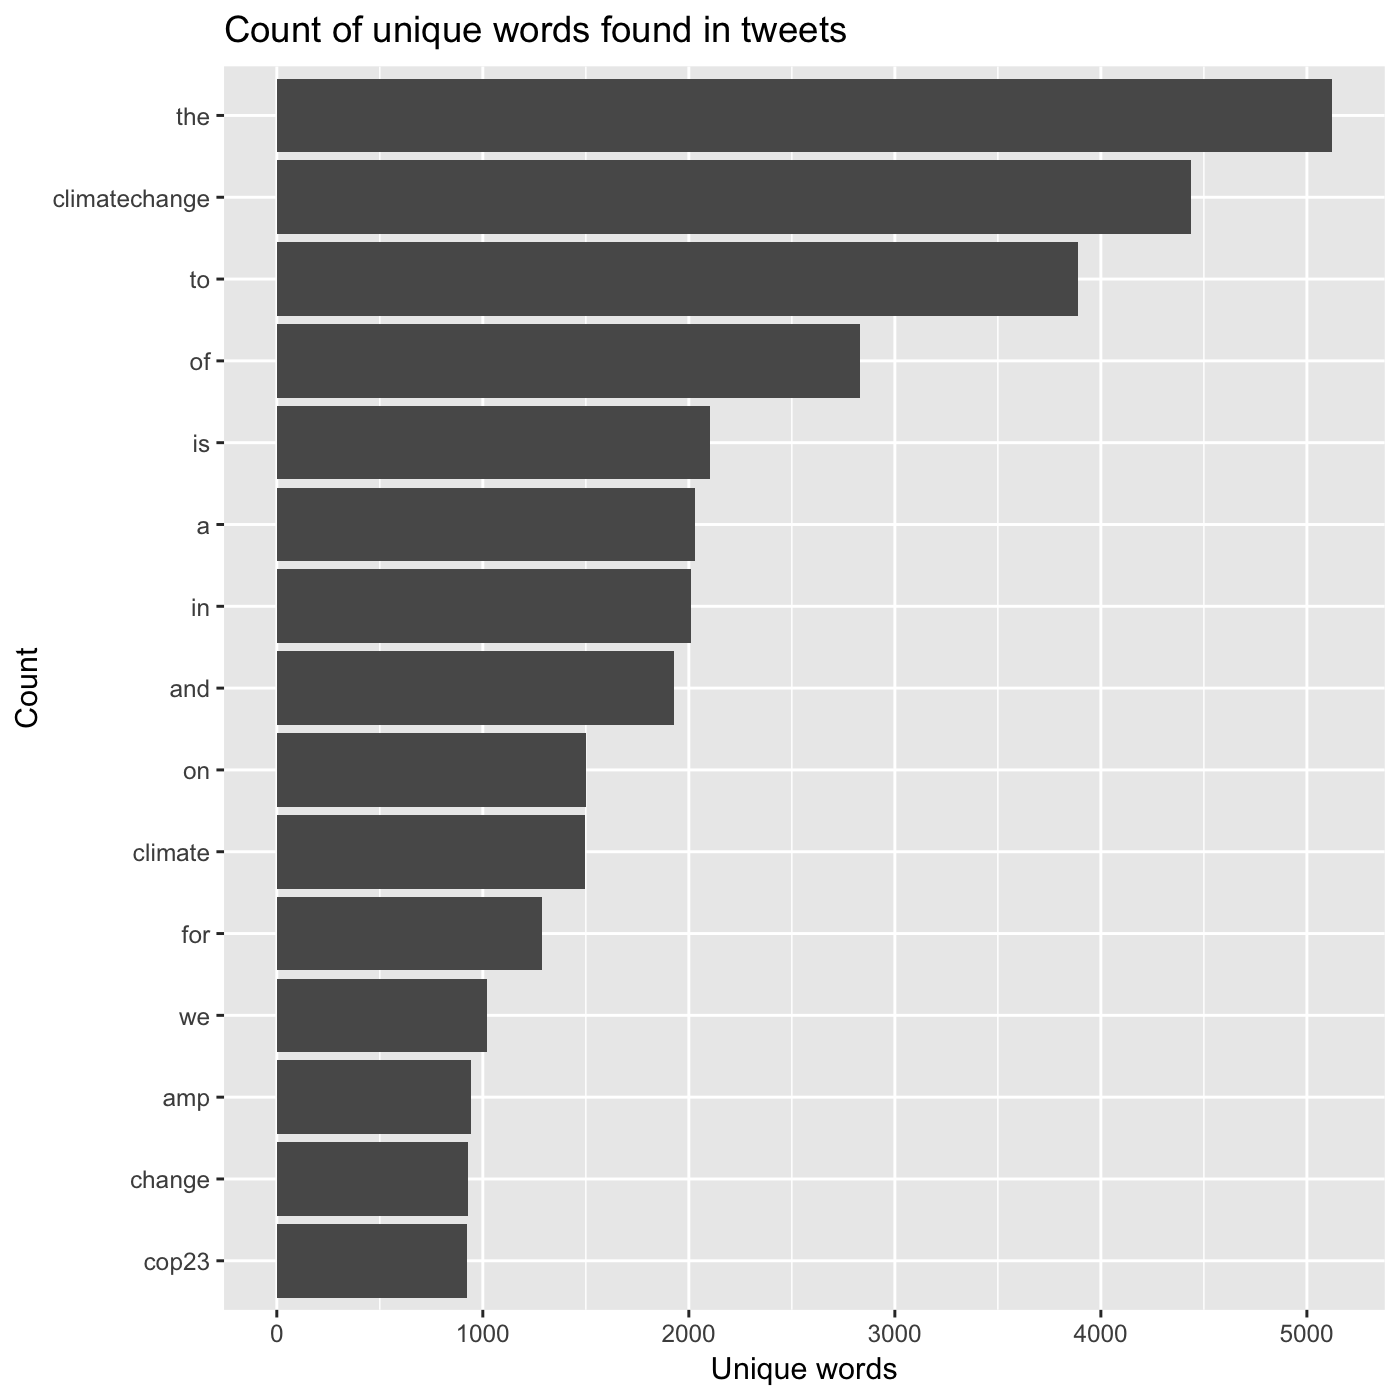 Count of unique words found in tweets
the
climatechange
to
of
is
a
in
and
on
climate
for
we
amp
change
cop23
Count
0 1000 2000 3000 4000 5000
Unique words